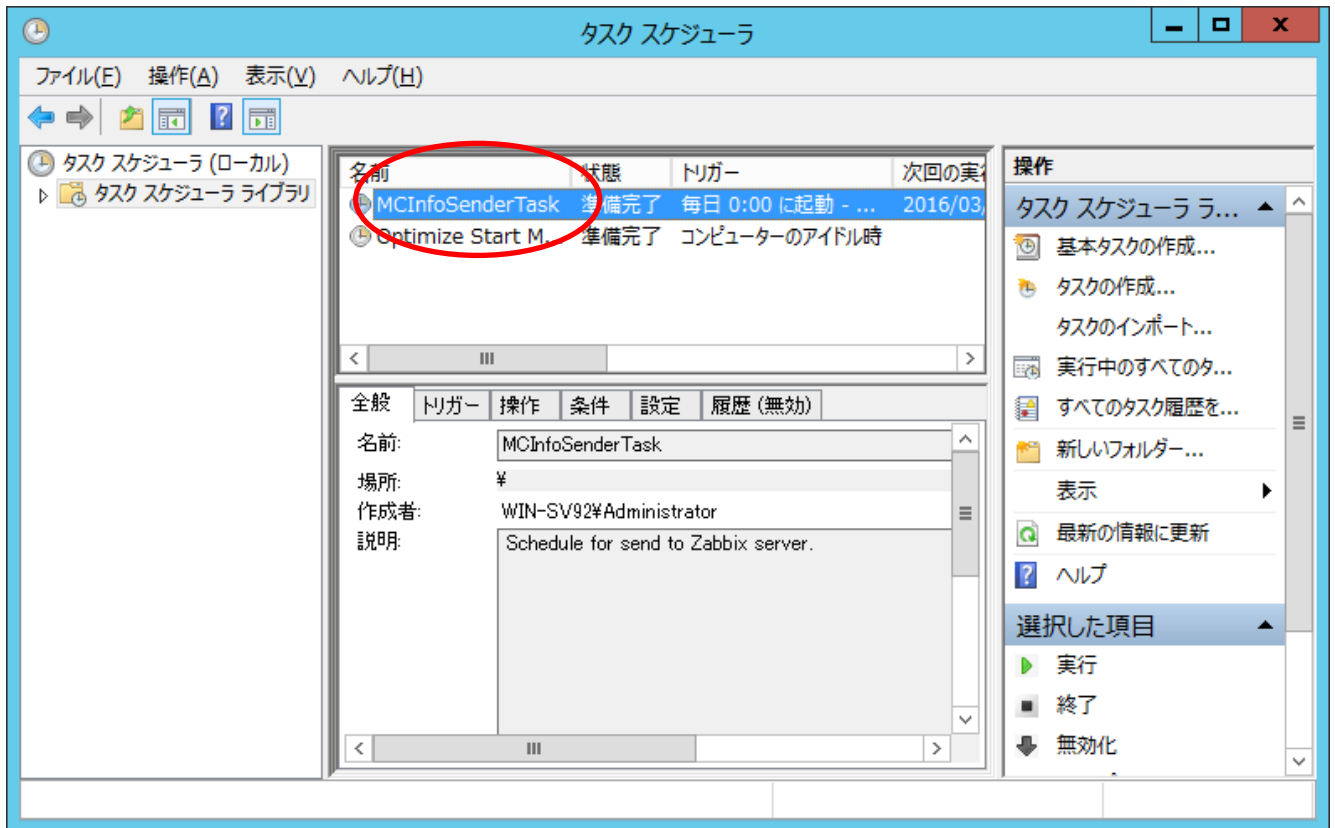 タスク スケジューラ
ファイル(F) 操作(A) 表示(V) ヘルプ(H)
タスク スケジューラ (ローカル)
タスク スケジューラ ライブラリ
名前 状態 トリガー 次回の実行
MCInfoSenderTask 準備完了 毎日 0:00 に起動 - ... 2016/03/
Optimize Start M... 準備完了 コンピューターのアイドル時
全般 トリガー 操作 条件 設定 履歴 (無効)
名前: MCInfoSenderTask
場所: ¥
作成者: WIN-SV92¥Administrator
説明: Schedule for send to Zabbix server.
操作
タスク スケジューラ ラ...
基本タスクの作成...
タスクの作成...
タスクのインポート...
実行中のすべてのタ...
すべてのタスク履歴を...
新しいフォルダー...
表示
最新の情報に更新
ヘルプ
選択した項目
実行
終了
無効化